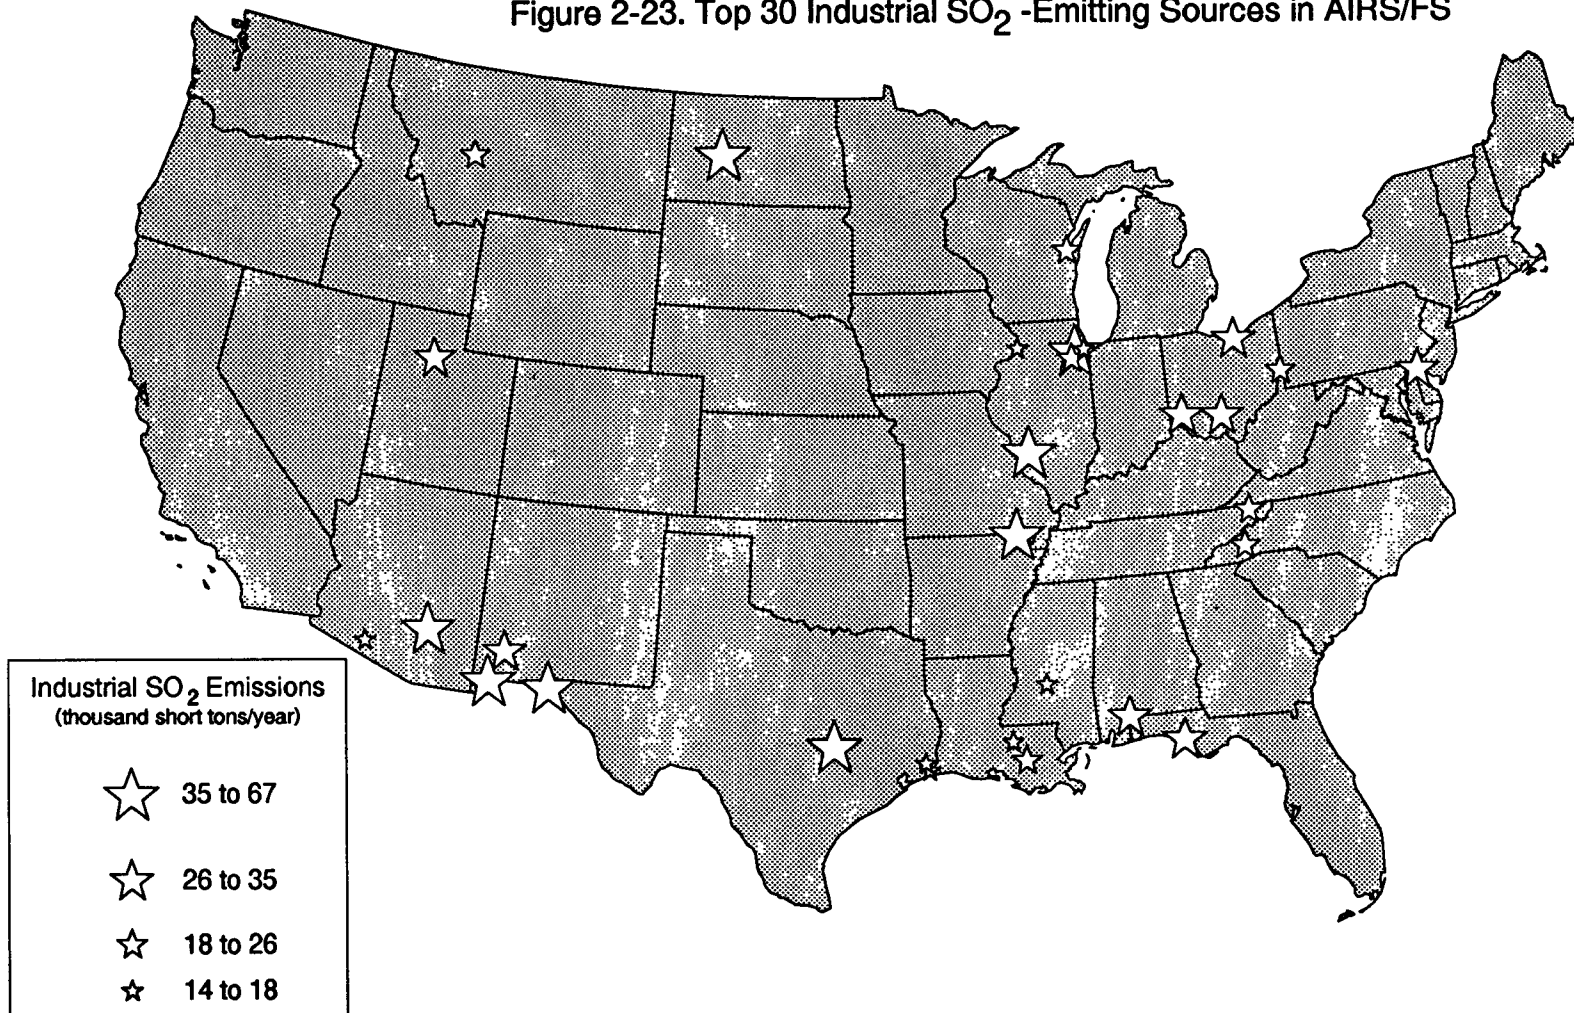 Figure 2-23. Top 30 Industrial SO2 -Emitting Sources in AIRS/FS
Industrial SO2 Emissions
(thousand short tons/year)
35 to 67
26 to 35
18 to 26
14 to 18